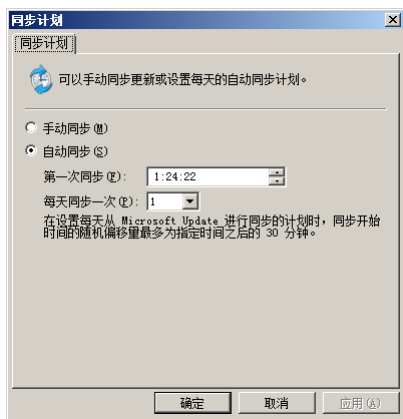 同步计划
同步计划
可以手动同步更新或设置每天的自动同步计划。
手动同步(M)
自动同步(S)
第一次同步(F): 1:24:22
每天同步一次(P): 1
在设置每天从 Microsoft Update 进行同步的计划时，同步开始
时间的随机偏移量最多为指定时间之后的 30 分钟。
确定 取消 应用(A)